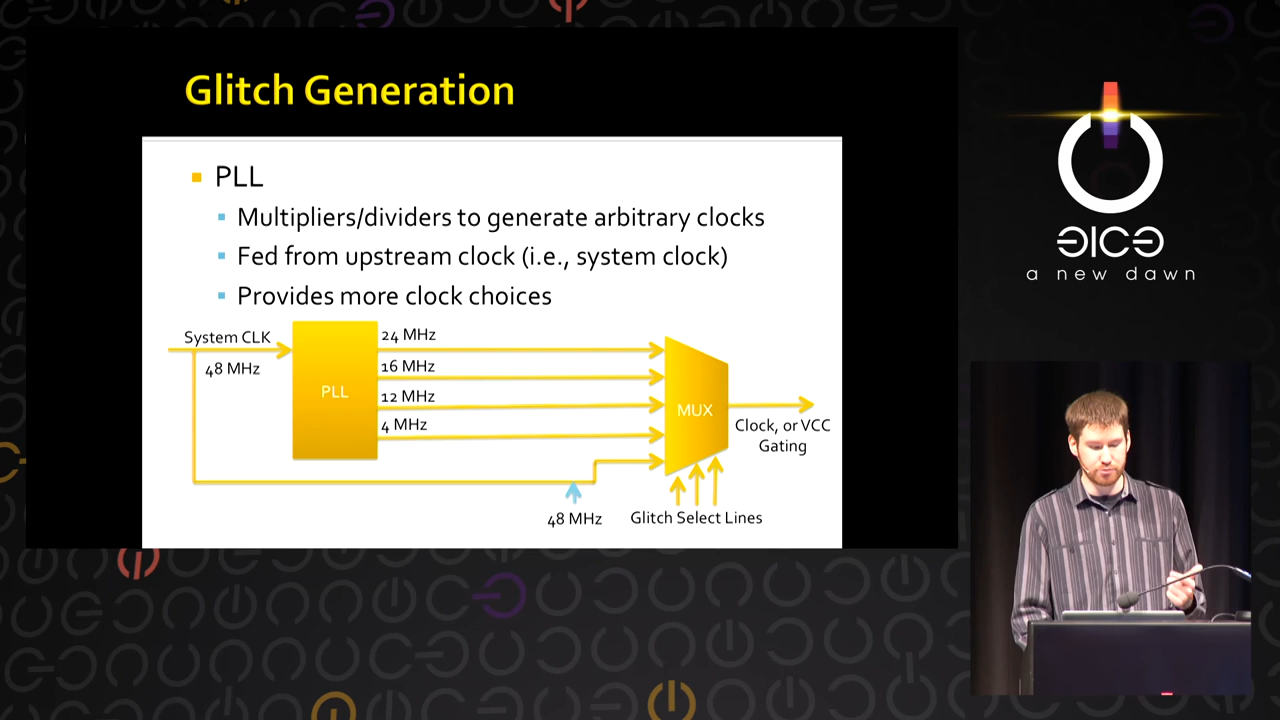 Glitch Generation
PLL
Multipliers/dividers to generate arbitrary clocks
Fed from upstream clock (i.e., system clock)
Provides more clock choices
System CLK
48 MHz
PLL
24 MHz
16 MHz
12 MHz
4 MHz
MUX
Clock, or VCC
Gating
48 MHz
Glitch Select Lines
a new dawn